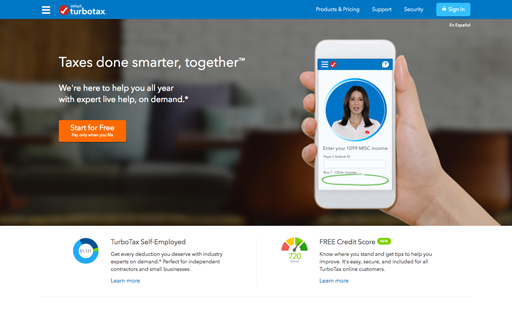 intuit
turbotax
Products & Pricing
Support
Security
Sign In
En Español
Taxes done smarter, together™
We're here to help you all year
with expert live help, on demand.*
Start for Free
Pay only when you file
Enter your 1099-MISC income
Payer's federal ID
Box 1 - Other income
$1,121
TurboTax Self-Employed
Get every deduction you deserve with industry
experts on demand.* Perfect for independent
contractors and small businesses.
Learn more
720
FREE Credit Score NEW
Know where you stand and get tips to help you
improve. It's easy, secure, and included for all
TurboTax online customers.
Learn more